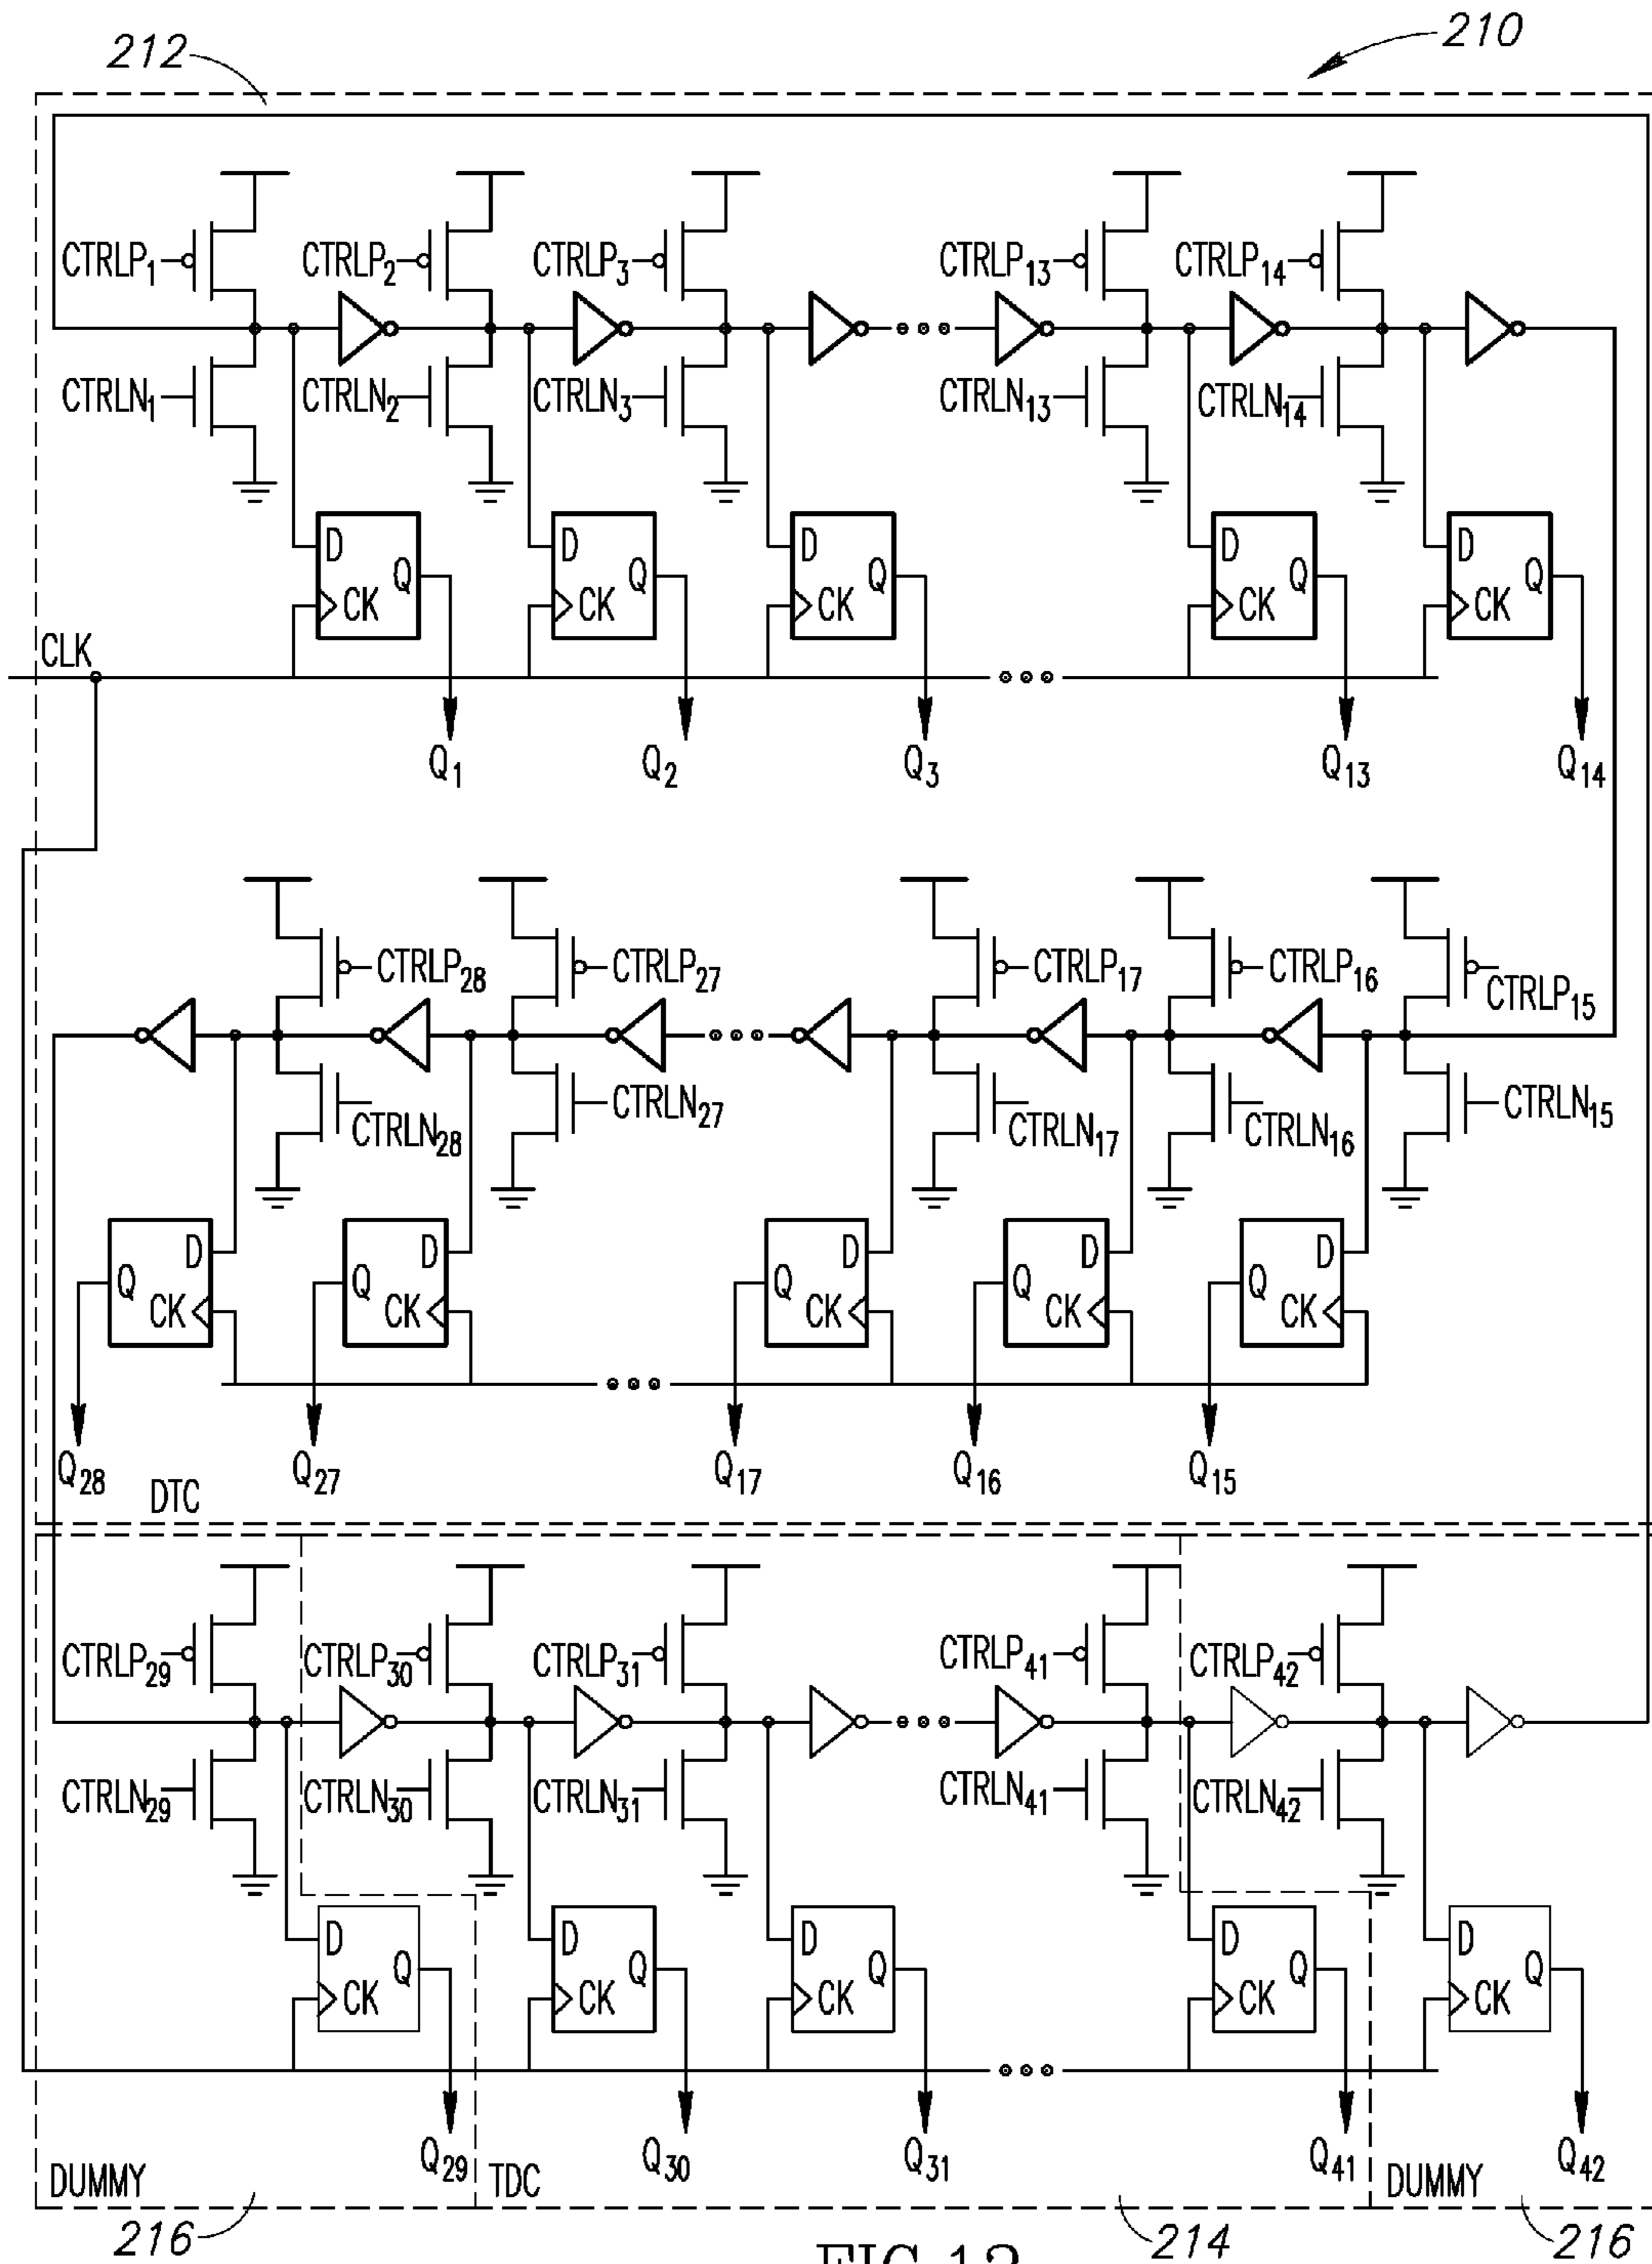 212 210
CTRLP1 CTRLP2 CTRLP3 CTRLP13 CTRLP14
CTRLN1 CTRLN2 CTRLN3 CTRLN13 CTRLN14
D D D D D
Q Q Q Q Q
CK CK CK CK CK
CLK
Q1 Q2 Q3 Q13 Q14
CTRLP28 CTRLP27 CTRLP17 CTRLP16 CTRLP15
CTRLN28 CTRLN27 CTRLN17 CTRLN16 CTRLN15
D D D D D
Q Q Q Q Q
CK CK CK CK CK
Q28 Q27 Q17 Q16 Q15
DTC
CTRLP29 CTRLP30 CTRLP31 CTRLP41 CTRLP42
CTRLN29 CTRLN30 CTRLN31 CTRLN41 CTRLN42
D D D D D
Q Q Q Q Q
CK CK CK CK CK
Q29 Q30 Q31 Q41 Q42
DUMMY TDC DUMMY
216 214 216